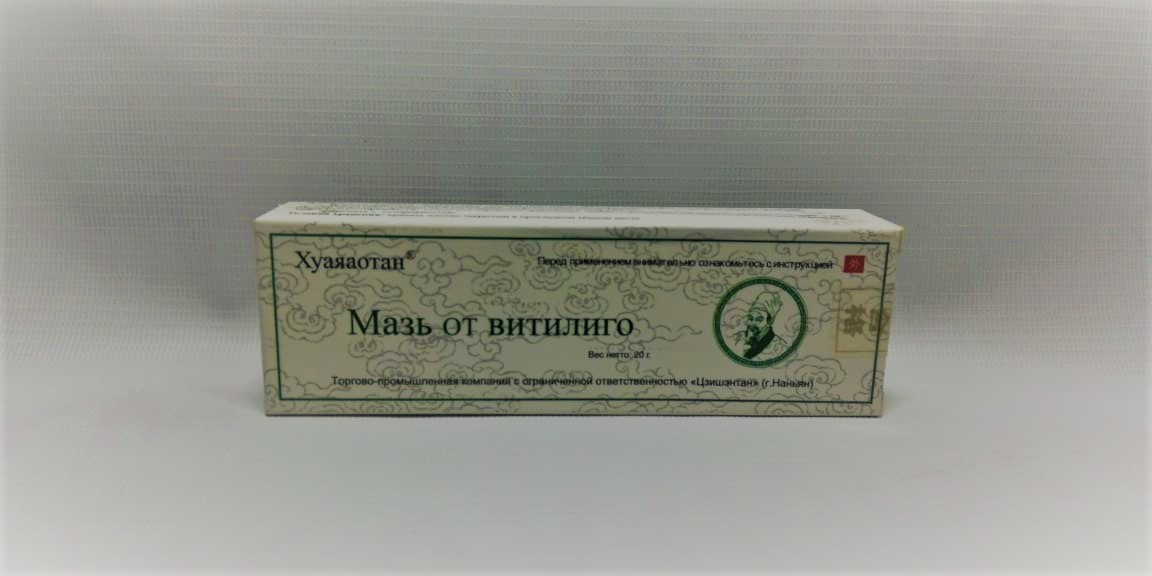 Хуаяаотан®
Перед применением внимательно ознакомьтесь с инструкцией
外
Мазь от витилиго
Вес нетто: 20 г.
Торгово-промышленная компания с ограниченной ответственностью «Цзишэнтан» (г.Наньян)